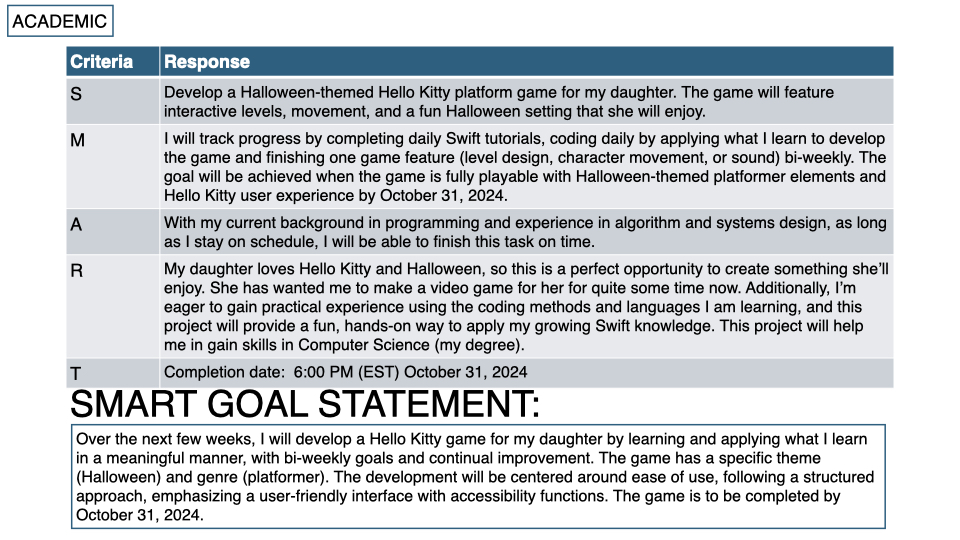 ACADEMIC
Criteria Response
S Develop a Halloween-themed Hello Kitty platform game for my daughter. The game will feature
interactive levels, movement, and a fun Halloween setting that she will enjoy.
M I will track progress by completing daily Swift tutorials, coding daily by applying what I learn to develop
the game and finishing one game feature (level design, character movement, or sound) bi-weekly. The
goal will be achieved when the game is fully playable with Halloween-themed platformer elements and
Hello Kitty user experience by October 31, 2024.
A With my current background in programming and experience in algorithm and systems design, as long
as I stay on schedule, I will be able to finish this task on time.
R My daughter loves Hello Kitty and Halloween, so this is a perfect opportunity to create something she'll
enjoy. She has wanted me to make a video game for her for quite some time now. Additionally, I'm
eager to gain practical experience using the coding methods and languages I am learning, and this
project will provide a fun, hands-on way to apply my growing Swift knowledge. This project will help
me in gain skills in Computer Science (my degree).
T Completion date:  6:00 PM (EST) October 31, 2024
SMART GOAL STATEMENT:
Over the next few weeks, I will develop a Hello Kitty game for my daughter by learning and applying what I learn
in a meaningful manner, with bi-weekly goals and continual improvement. The game has a specific theme
(Halloween) and genre (platformer). The development will be centered around ease of use, following a structured
approach, emphasizing a user-friendly interface with accessibility functions. The game is to be completed by
October 31, 2024.